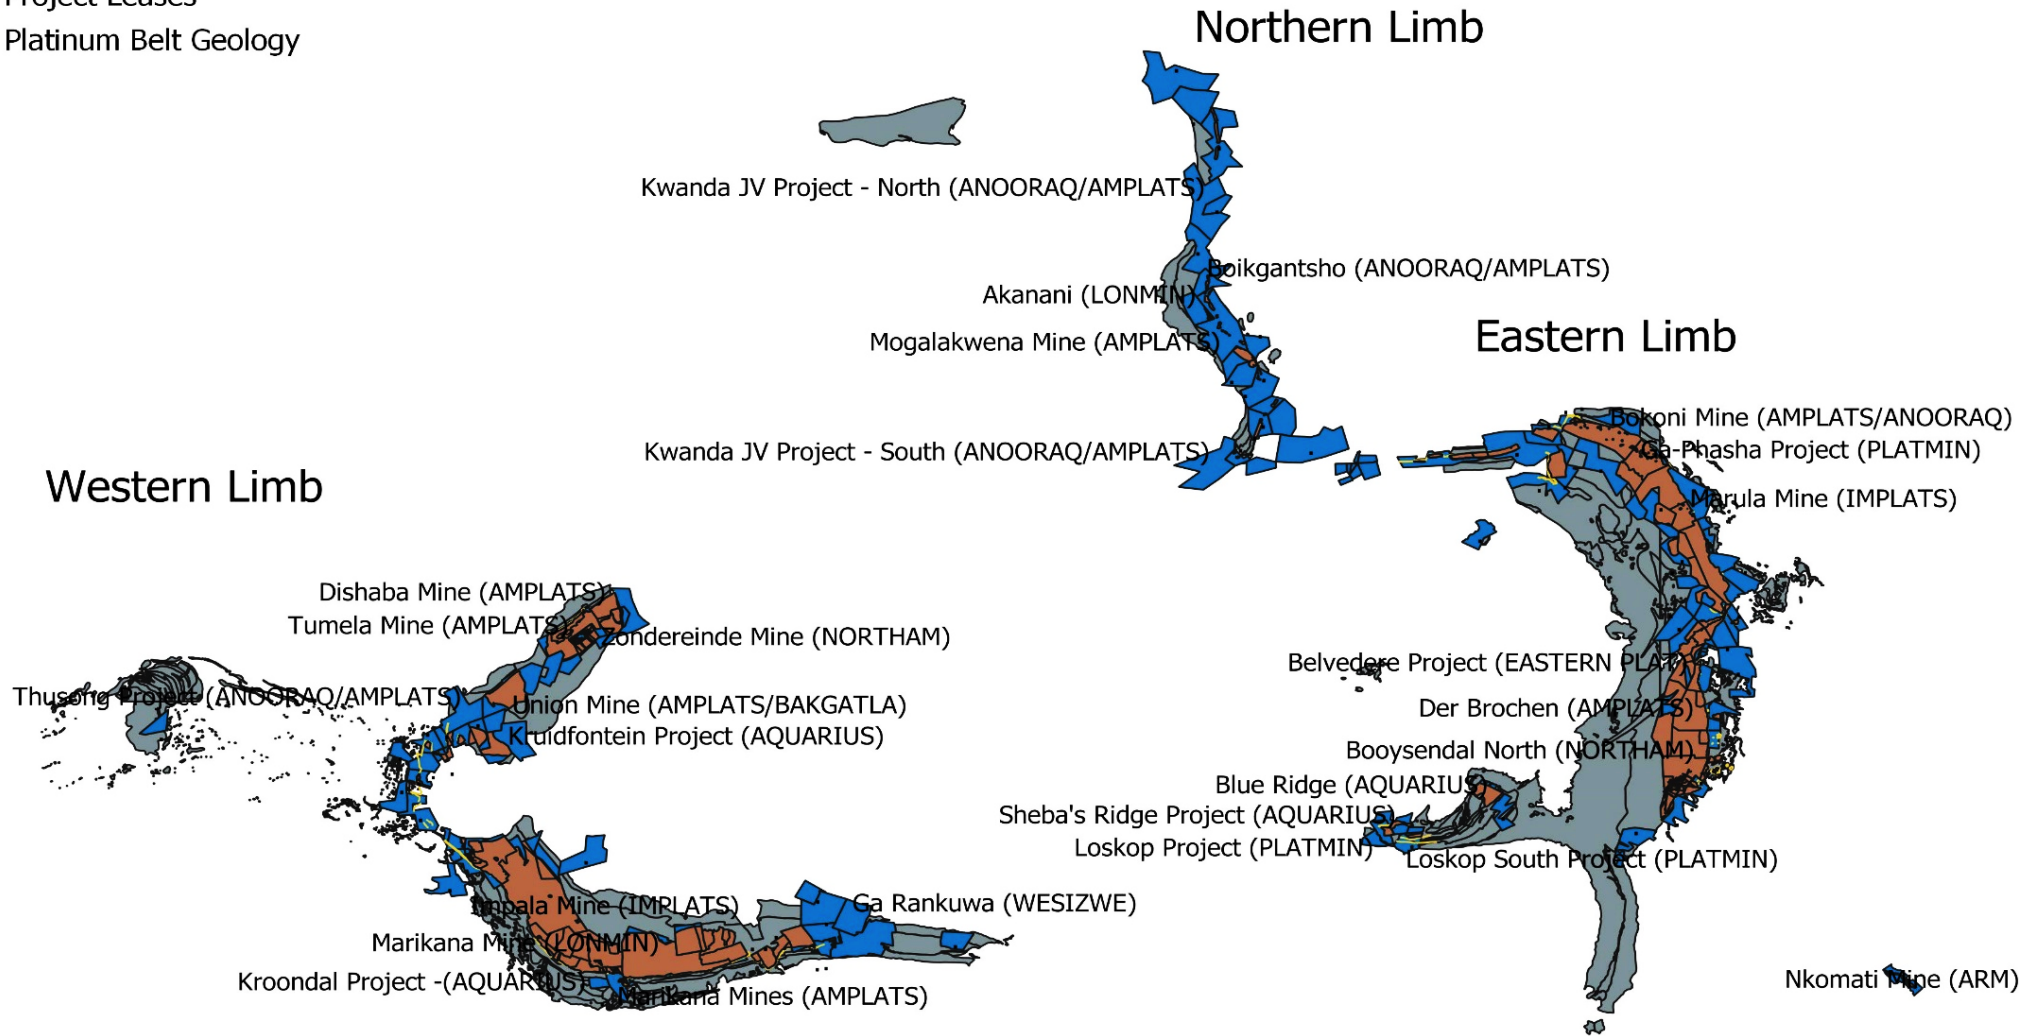 Project Leases
Platinum Belt Geology
Northern Limb
Kwanda JV Project - North (ANOORAQ/AMPLATS)
Boikgantsho (ANOORAQ/AMPLATS)
Akanani (LONMIN)
Mogalakwena Mine (AMPLATS)
Eastern Limb
Bokoni Mine (AMPLATS/ANOORAQ)
Kwanda JV Project - South (ANOORAQ/AMPLATS)
Ga-Phasha Project (PLATMIN)
Western Limb
Marula Mine (IMPLATS)
Dishaba Mine (AMPLATS)
Tumela Mine (AMPLATS)
Zondereinde Mine (NORTHAM)
Belvedere Project (EASTERN PLAT)
Thusong Project (ANOORAQ/AMPLATS)
Union Mine (AMPLATS/BAKGATLA)
Der Brochen (AMPLATS)
Kruidfontein Project (AQUARIUS)
Booysendal North (NORTHAM)
Blue Ridge (AQUARIUS)
Sheba's Ridge Project (AQUARIUS)
Loskop Project (PLATMIN)
Loskop South Project (PLATMIN)
Impala Mine (IMPLATS)
Ga Rankuwa (WESIZWE)
Marikana Mine (LONMIN)
Kroondal Project -(AQUARIUS)
Marikana Mines (AMPLATS)
Nkomati Mine (ARM)